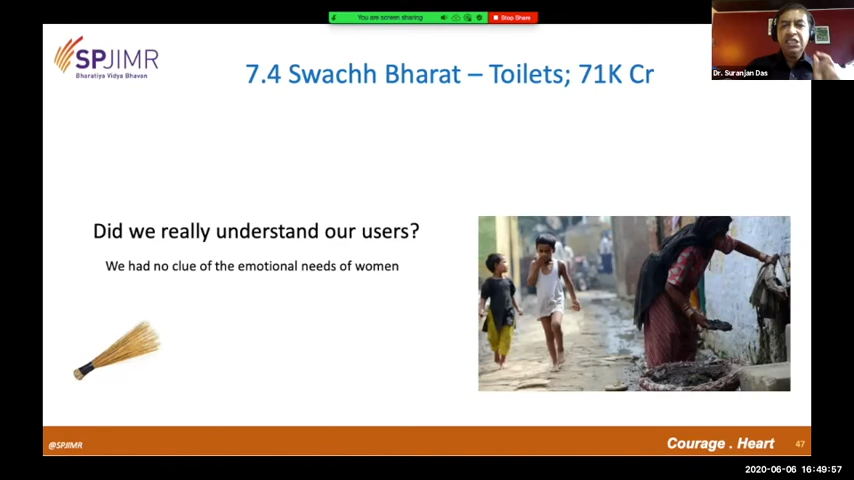 You are screen sharing
Stop Share
Dr. Suranjan Das
SPJIMR
Bharatiya Vidya Bhavan
7.4 Swachh Bharat – Toilets; 71K Cr
Did we really understand our users?
We had no clue of the emotional needs of women
@SPJIMR
Courage . Heart
47
2020-06-06 16:49:57